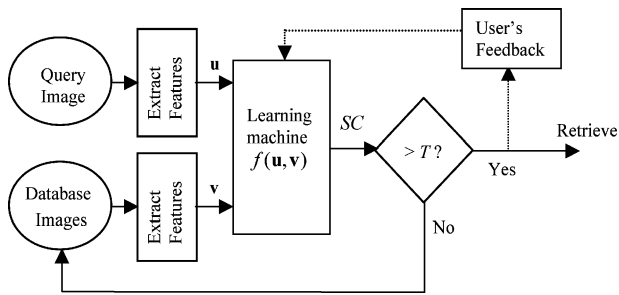 Query
Image
Extract
Features
u
Database
Images
Extract
Features
v
Learning
machine
f(u,v)
SC
> T ?
Yes
No
Retrieve
User's
Feedback